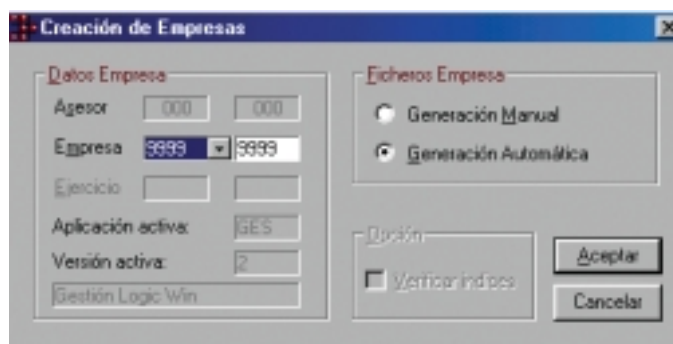 Creación de Empresas
Datos Empresa
Asesor 000 000
Empresa 9999 9999
Ejercicio
Aplicación activa: GES
Versión activa: 2
Gestión Logic Win
Ficheros Empresa
Generación Manual
Generación Automática
Opción
Verificar indices
Aceptar
Cancelar